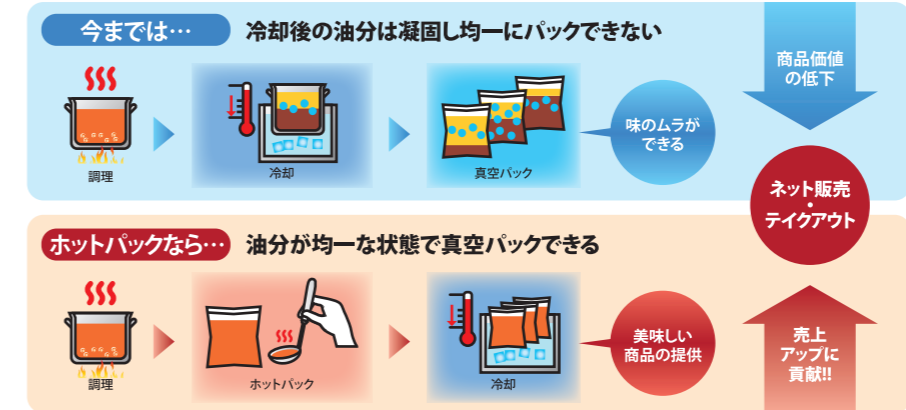 今までは…
冷却後の油分は凝固し均一にパックできない
調理
冷却
真空パック
味のムラが
できる
商品価値
の低下
ネット販売
・
テイクアウト
ホットパックなら…
油分が均一な状態で真空パックできる
調理
ホットパック
冷却
美味しい
商品の提供
売上
アップに
貢献!!